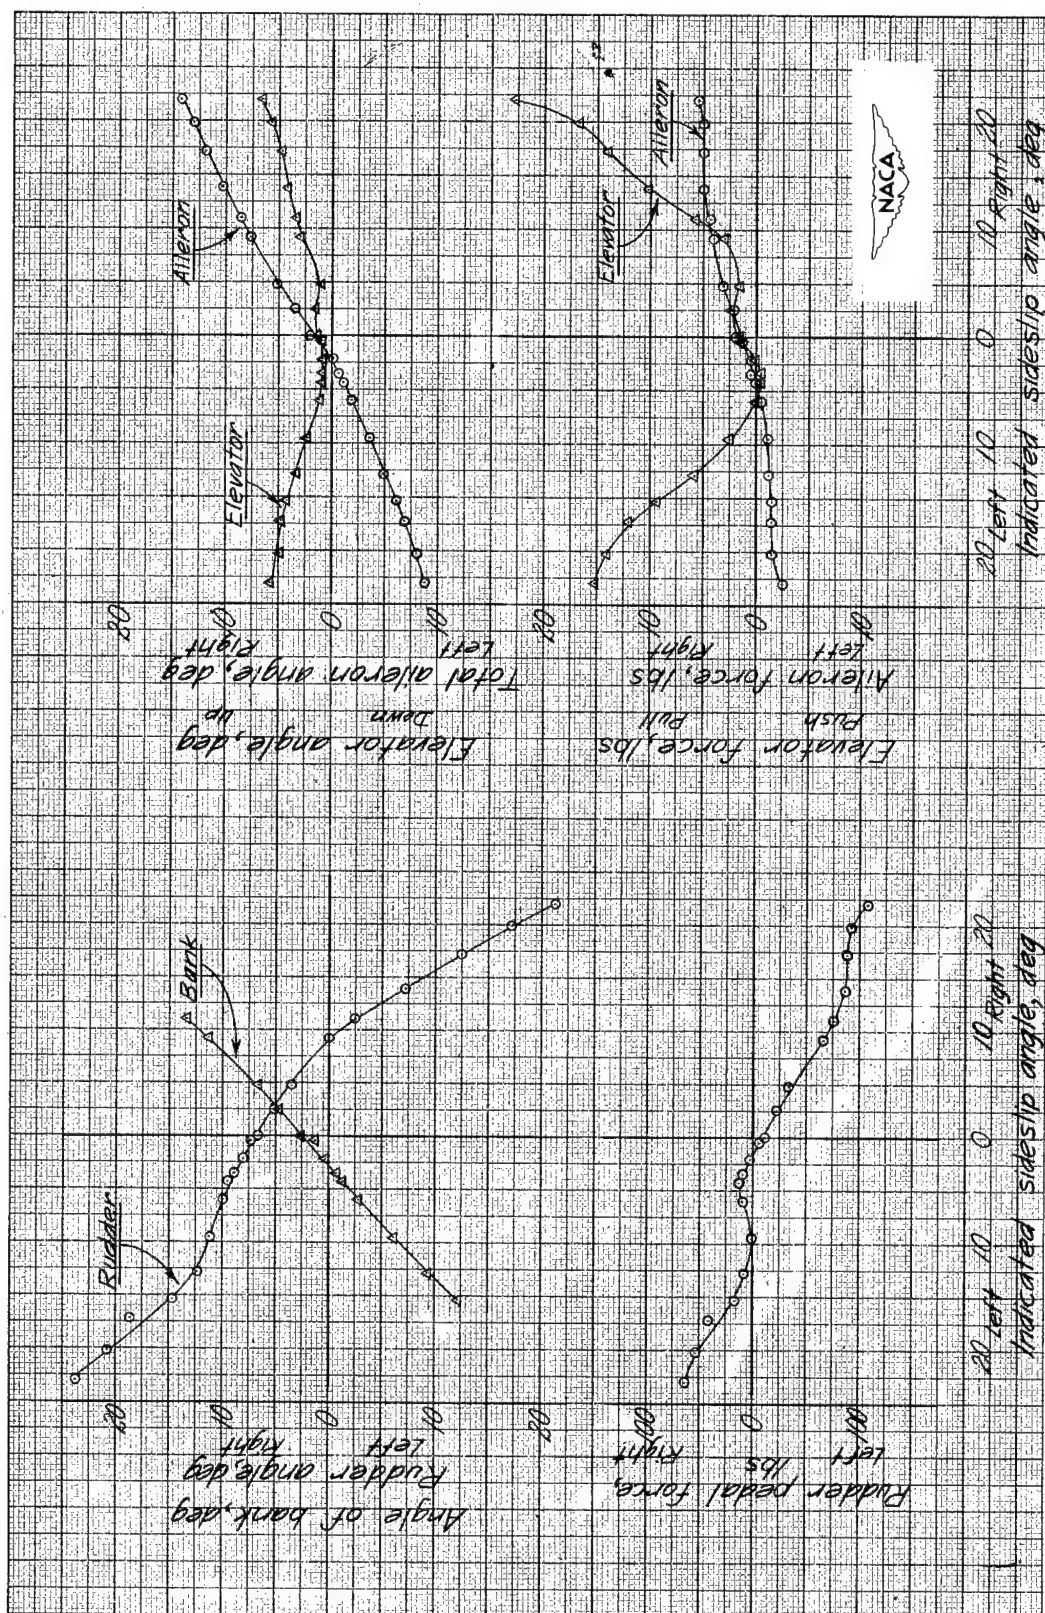 Angle of bank, deg
Rudder angle, deg
Left Right
20
10
0
10
20
Rudder
Bank
Rudder pedal force,
lbs
Left Right
100
0
100
20 Left 10 0 10 Right 20
Indicated sideslip angle, deg
Elevator angle, deg
Down Up
Total aileron angle, deg
Left Right
20
10
0
10
20
Elevator
Aileron
Elevator force, lbs
Push Pull
Aileron force, lbs
Left Right
10
0
10
Elevator
Aileron
NACA
20 Left 10 0 10 Right 20
Indicated sideslip angle, deg